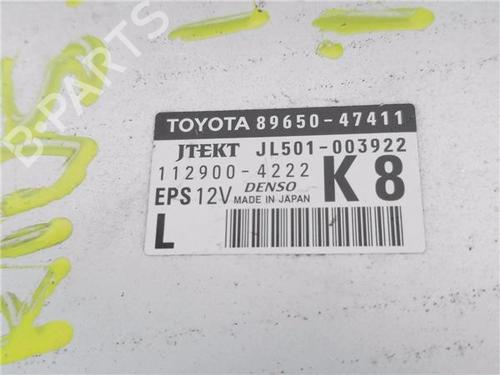 TOYOTA 89650-47411
JTEKT JL501-003922
112900-4222
EPS 12V DENSO MADE IN JAPAN K8
L
B-PARTS